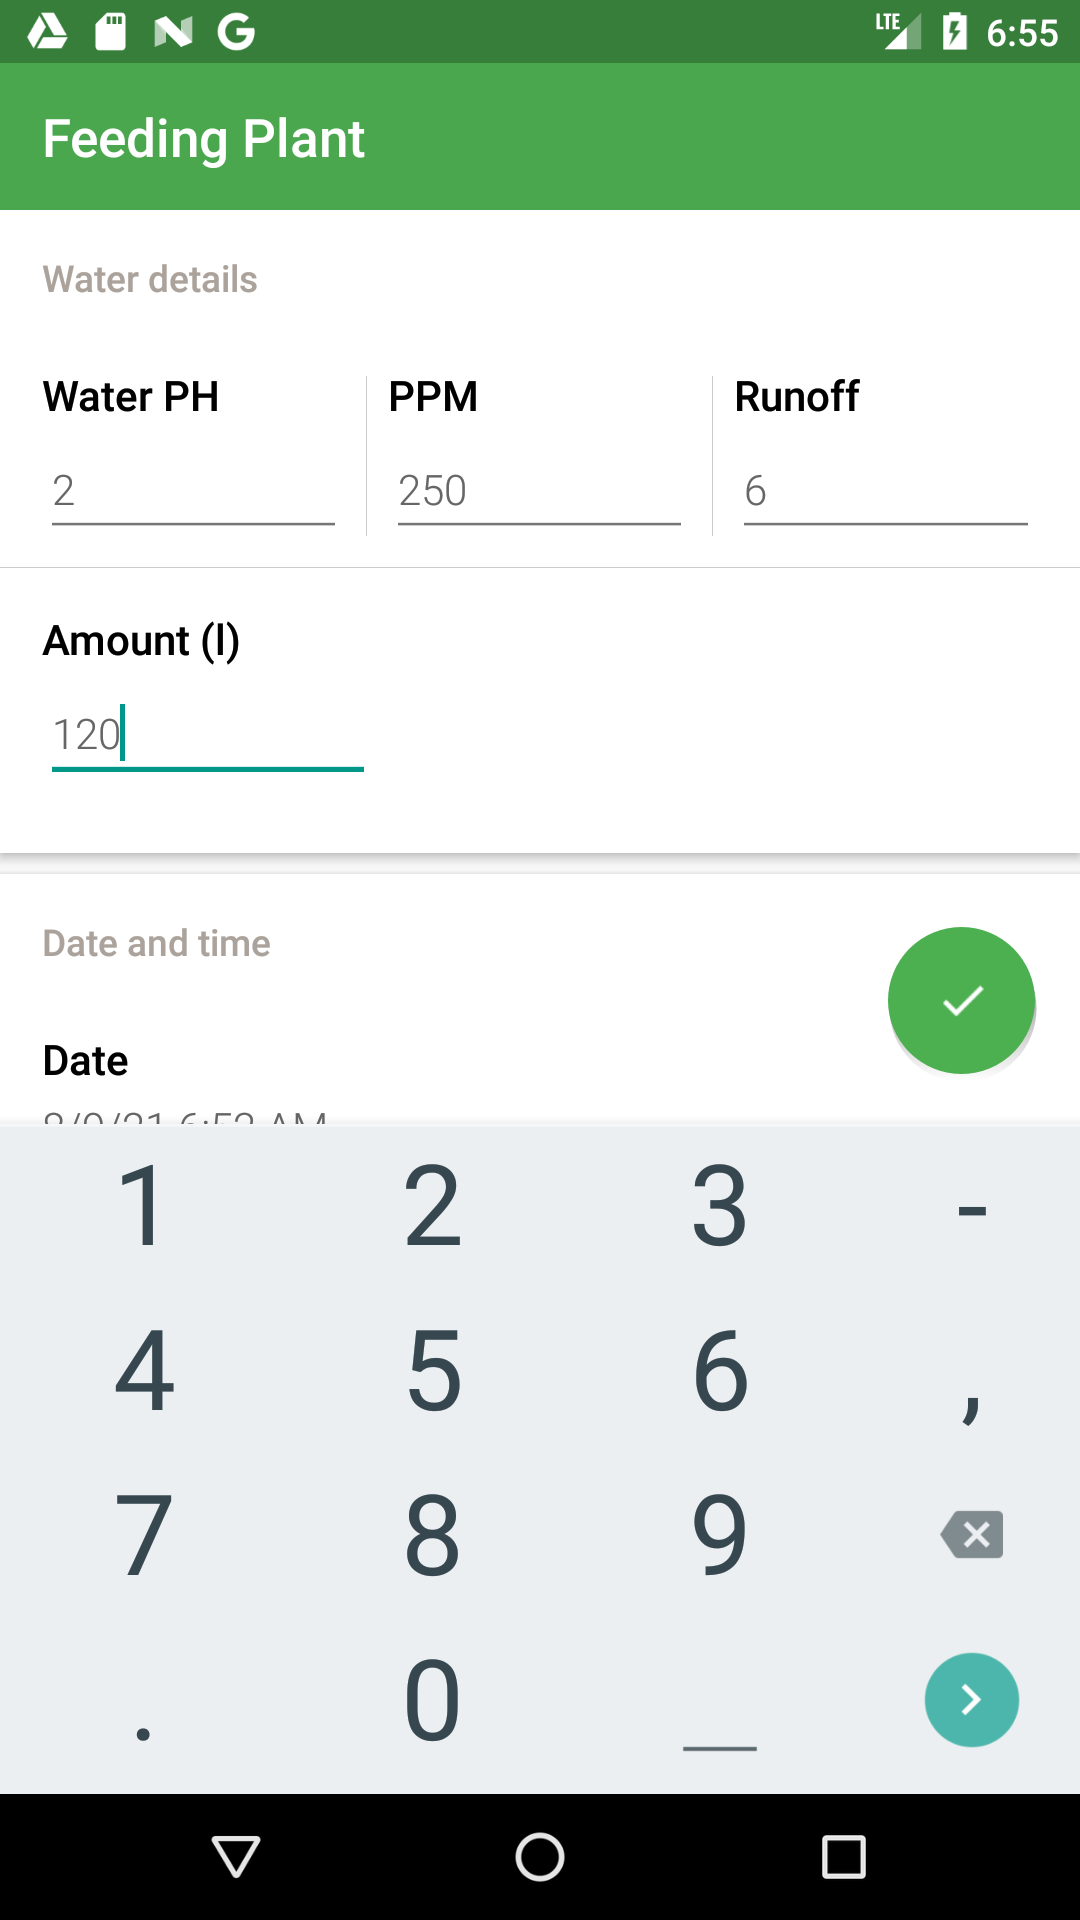 LTE 6:55
Feeding Plant
Water details
Water PH PPM Runoff
2 250 6
Amount (l)
120
Date and time
Date
1 2 3 -
4 5 6 ,
7 8 9
. 0 _